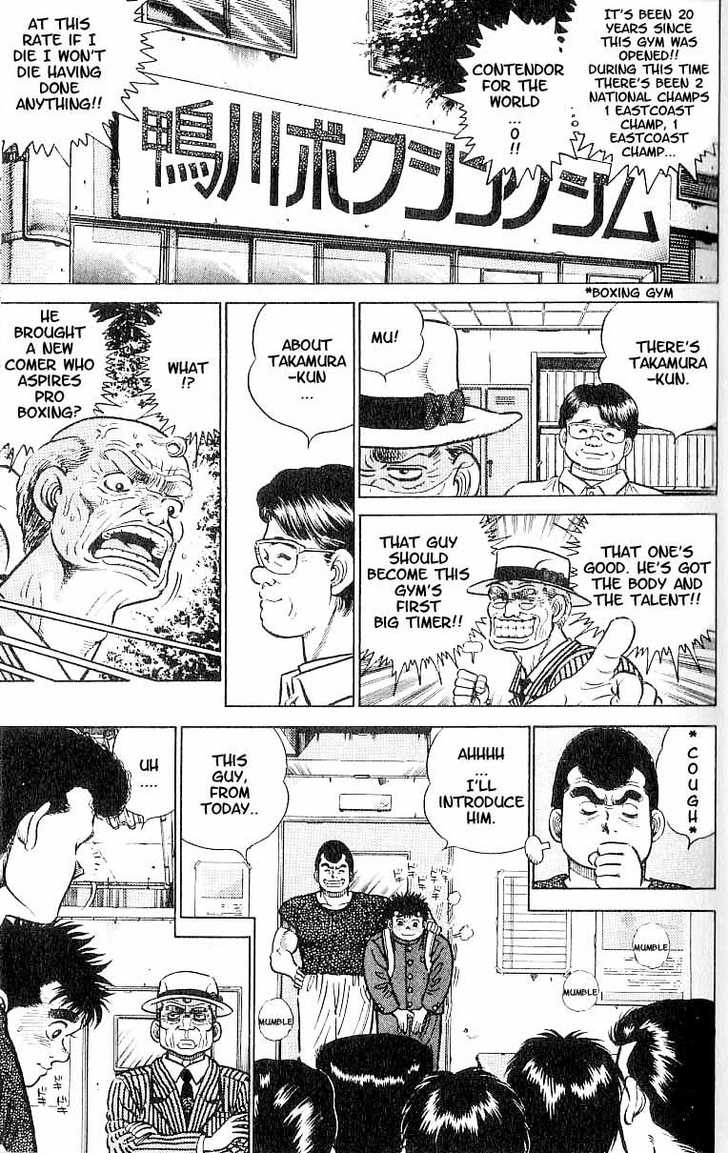 IT'S BEEN 20
YEARS SINCE
THIS GYM WAS
OPENED!!
DURING THIS TIME
THERE'S BEEN 2
NATIONAL CHAMPS
1 EASTCOAST
CHAMP, 1
EASTCOAST
CHAMP...
CONTENDOR
FOR THE
WORLD
...
0
!!
AT THIS
RATE IF I
DIE I WON'T
DIE HAVING
DONE
ANYTHING!!
鴨川ボクシングジム
*BOXING GYM
THERE'S
TAKAMURA
-KUN.
MU!
ABOUT
TAKAMURA
-KUN
...
WHAT
!?
HE
BROUGHT
A NEW
COMER WHO
ASPIRES
PRO
BOXING?
THAT ONE'S
GOOD. HE'S GOT
THE BODY AND
THE TALENT!!
THAT GUY
SHOULD
BECOME THIS
GYM'S
FIRST
BIG TIMER!!
*COUGH*
AHHHH
...
I'LL
INTRODUCE
HIM.
THIS
GUY,
FROM
TODAY..
UH
....
MUMBLE
MUMBLE
MUMBLE